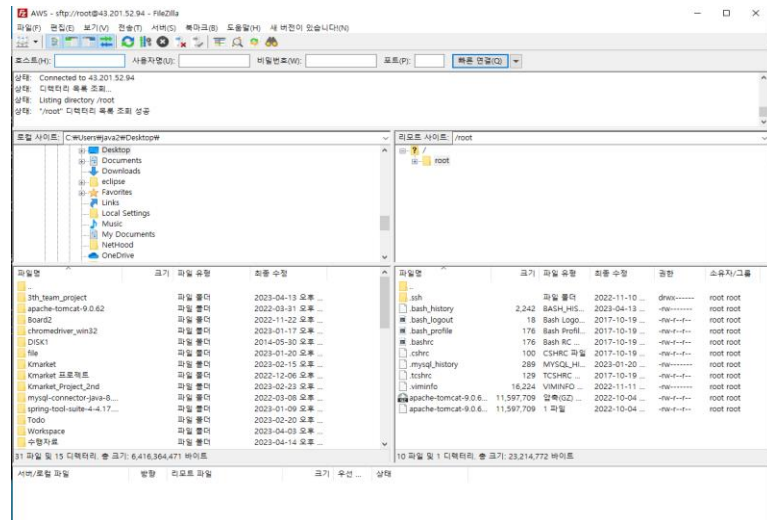 AWS - sftp://root@43.201.52.94 - FileZilla
파일(F) 편집(E) 보기(V) 전송(T) 서버(S) 북마크(B) 도움말(H) 새 버전이 있습니다!(N)
호스트(H): 사용자명(U): 비밀번호(W): 포트(P): 빠른 연결(Q)
상태: Connected to 43.201.52.94
상태: 디렉터리 목록 조회...
상태: Listing directory /root
상태: "/root" 디렉터리 목록 조회 성공
로컬 사이트: C:₩Users₩java2₩Desktop₩
Desktop
Documents
Downloads
eclipse
Favorites
Links
Local Settings
Music
My Documents
NetHood
OneDrive
리모트 사이트: /root
/
root
파일명 크기 파일 유형 최종 수정
..
3th_team_project 파일 폴더 2023-04-13 오후 ...
apache-tomcat-9.0.62 파일 폴더 2022-03-31 오후 ...
Board2 파일 폴더 2022-11-22 오후 ...
chromedriver_win32 파일 폴더 2023-01-17 오후 ...
DISK1 파일 폴더 2014-05-30 오후 ...
file 파일 폴더 2023-01-20 오후 ...
Kmarket 파일 폴더 2023-02-15 오후 ...
Kmarket 프로젝트 파일 폴더 2022-12-06 오후 ...
Kmarket_Project_2nd 파일 폴더 2023-02-23 오후 ...
mysql-connector-java-8.... 파일 폴더 2022-03-08 오후 ...
spring-tool-suite-4-4.17.... 파일 폴더 2023-01-09 오후 ...
Todo 파일 폴더 2023-02-20 오후 ...
Workspace 파일 폴더 2023-04-03 오후 ...
수행자료 파일 폴더 2023-04-14 오후 ...
31 파일 및 15 디렉터리. 총 크기: 6,416,364,471 바이트
파일명 크기 파일 유형 최종 수정 권한 소유자/그룹
..
.ssh 파일 폴더 2022-11-10 ... drwx------ root root
.bash_history 2,242 BASH_HIS... 2023-04-13 ... -rw------- root root
.bash_logout 18 Bash Logo... 2017-10-19 ... -rw-r--r-- root root
.bash_profile 176 Bash Profil... 2017-10-19 ... -rw-r--r-- root root
.bashrc 176 Bash RC ... 2017-10-19 ... -rw-r--r-- root root
.cshrc 100 CSHRC 파일 2017-10-19 ... -rw-r--r-- root root
.mysql_history 289 MYSQL_HI... 2023-01-20 ... -rw------- root root
.tcshrc 129 TCSHRC ... 2017-10-19 ... -rw-r--r-- root root
.viminfo 16,224 VIMINFO ... 2022-11-11 ... -rw------- root root
apache-tomcat-9.0.6... 11,597,709 압축(GZ) ... 2022-10-04 ... -rw-r--r-- root root
apache-tomcat-9.0.6... 11,597,709 1 파일 2022-10-04 ... -rw-r--r-- root root
10 파일 및 1 디렉터리. 총 크기: 23,214,772 바이트
서버/로컬 파일 방향 리모트 파일 크기 우선 ... 상태